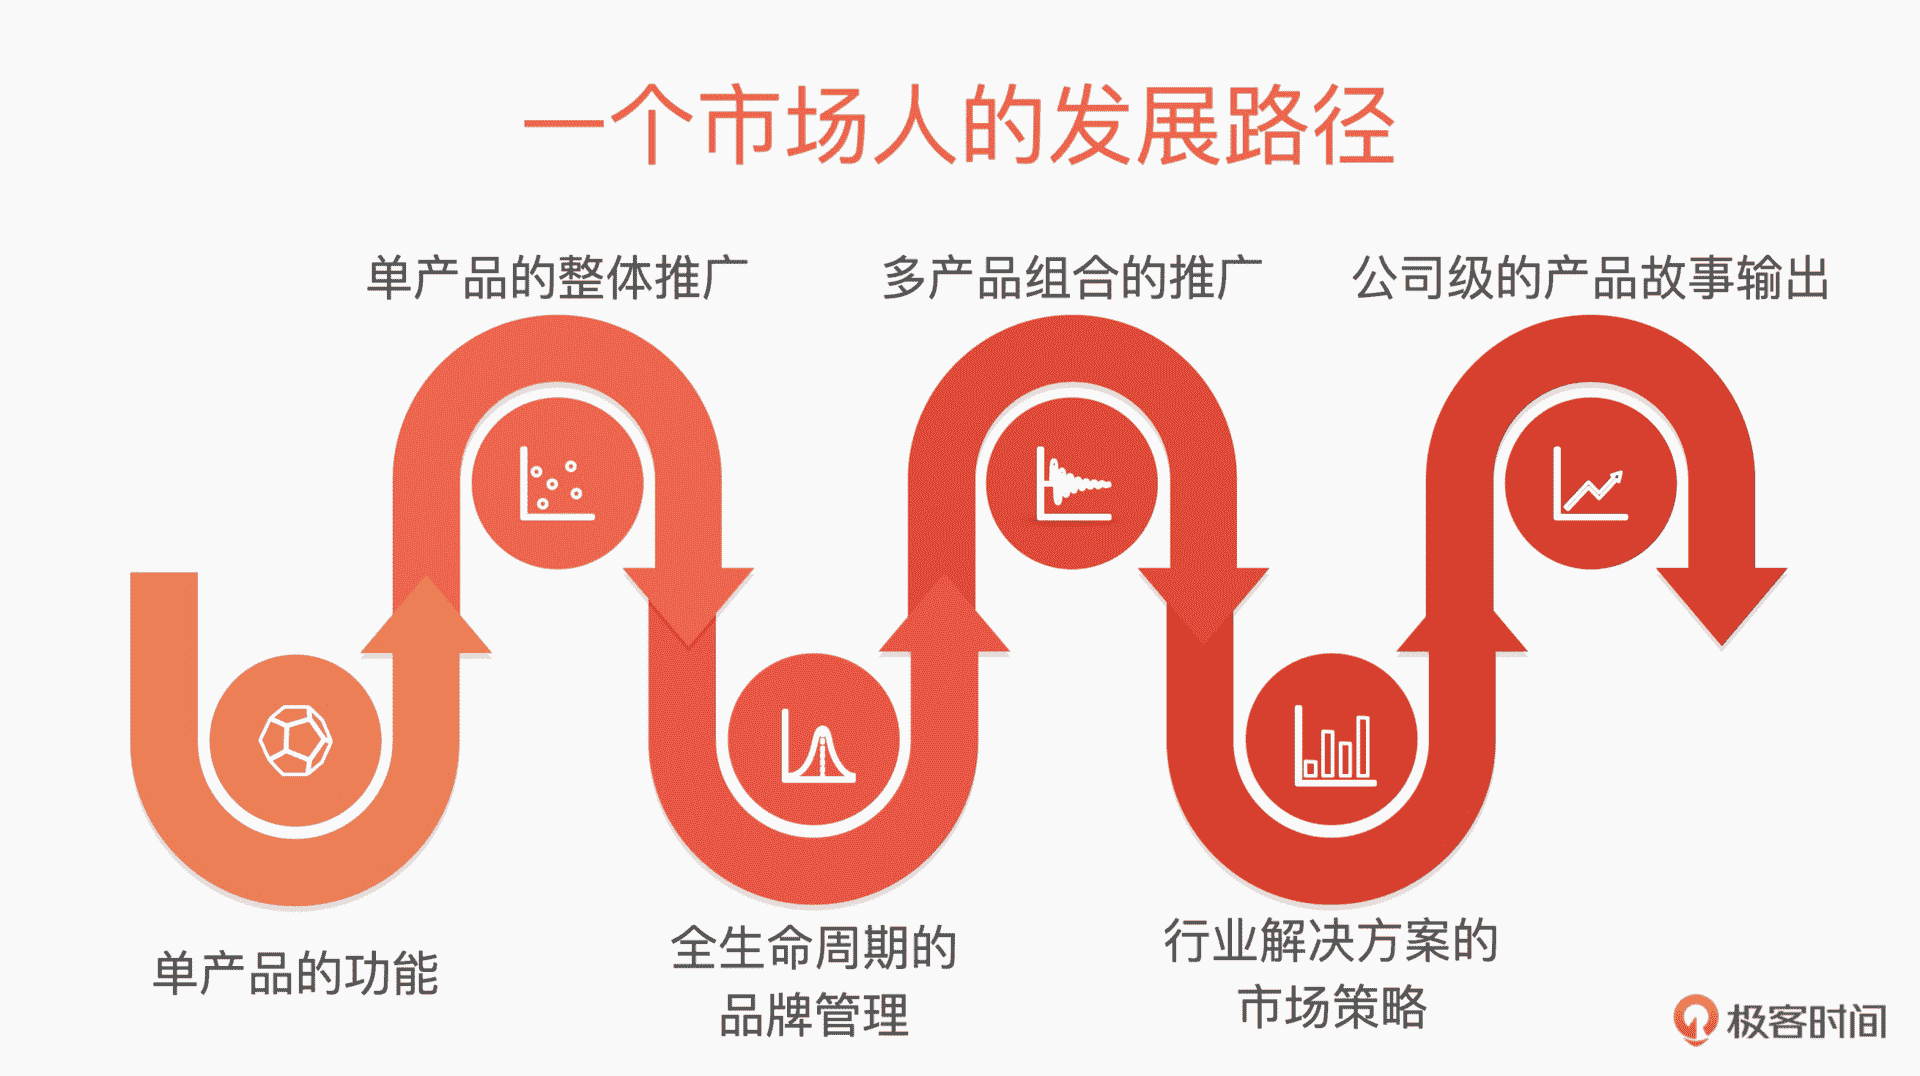 一个市场人的发展路径
单产品的整体推广
多产品组合的推广
公司级的产品故事输出
单产品的功能
全生命周期的
品牌管理
行业解决方案的
市场策略
极客时间